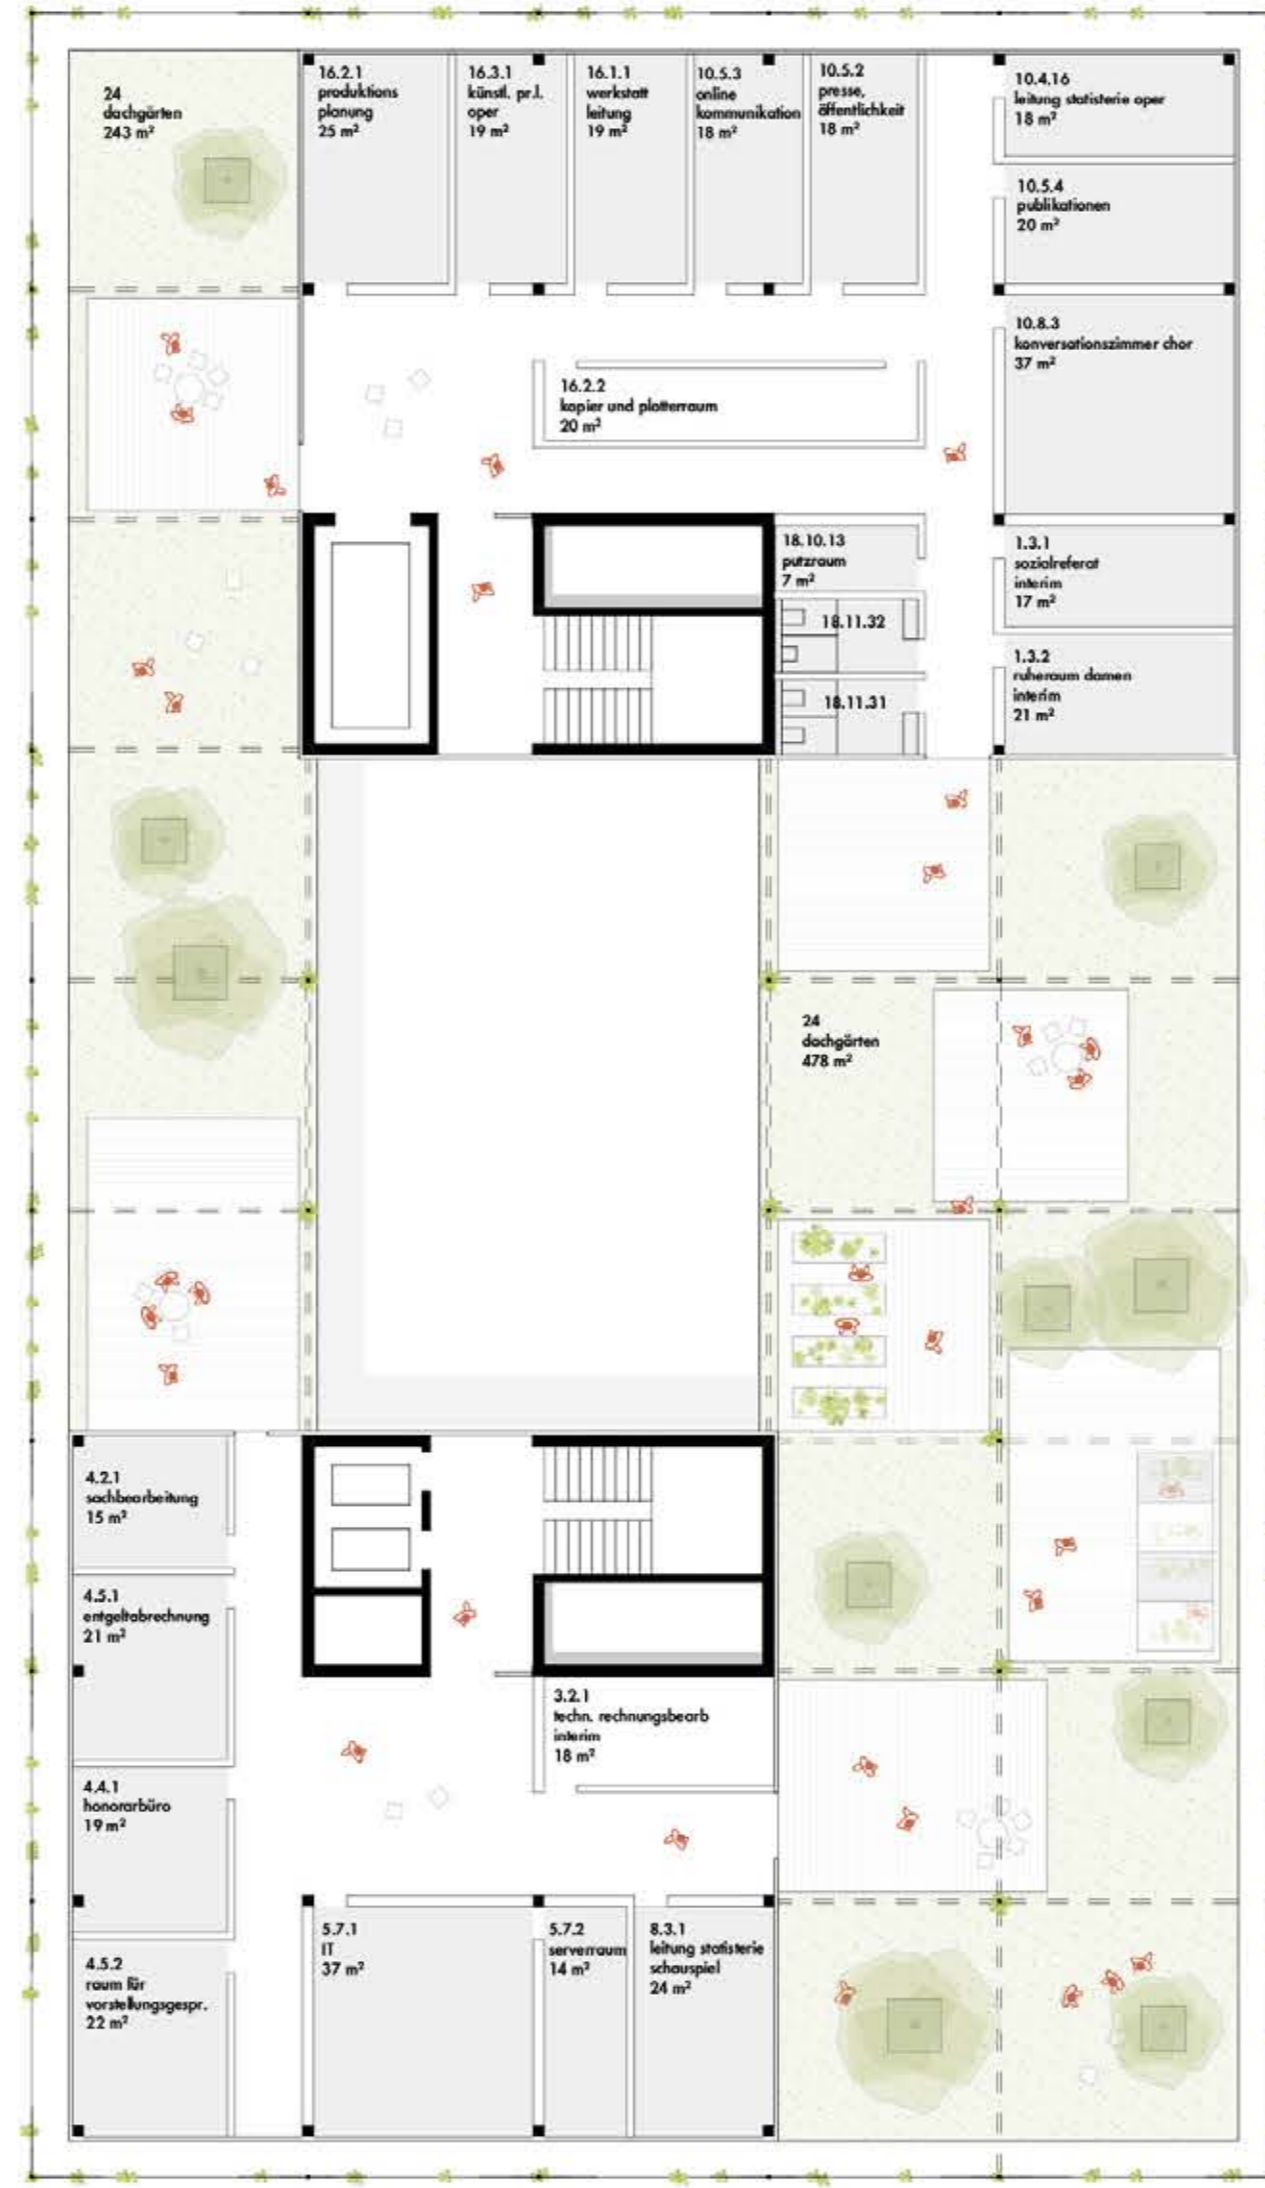 24
dachgärten
243 m²
16.2.1
produktions
planung
25 m²
16.3.1
künstl. pr.l.
oper
19 m²
16.1.1
werkstatt
leitung
19 m²
10.5.3
online
kommunikation
18 m²
10.5.2
presse,
öffentlichkeit
18 m²
10.4.16
leitung statisterie oper
18 m²
10.5.4
publikationen
20 m²
10.8.3
konversationszimmer chor
37 m²
16.2.2
kopier und plotterraum
20 m²
18.10.13
putzraum
7 m²
18.11.32
18.11.31
1.3.1
sozialreferat
interim
17 m²
1.3.2
ruheraum damen
interim
21 m²
24
dachgärten
478 m²
4.2.1
sachbearbeitung
15 m²
4.5.1
entgeltabrechnung
21 m²
4.4.1
honorarbüro
19 m²
4.5.2
raum für
vorstellungsgespr.
22 m²
3.2.1
techn. rechnungsbearb
interim
18 m²
5.7.1
IT
37 m²
5.7.2
serverraum
14 m²
8.3.1
leitung statisterie
schauspiel
24 m²